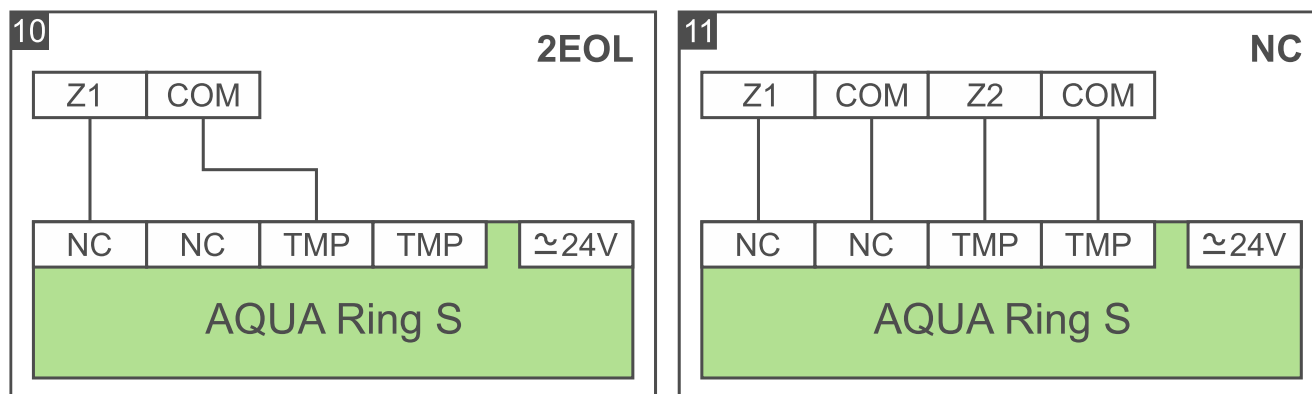 10
2EOL
Z1 COM
NC NC TMP TMP ≃24V
AQUA Ring S
11
NC
Z1 COM Z2 COM
NC NC TMP TMP ≃24V
AQUA Ring S